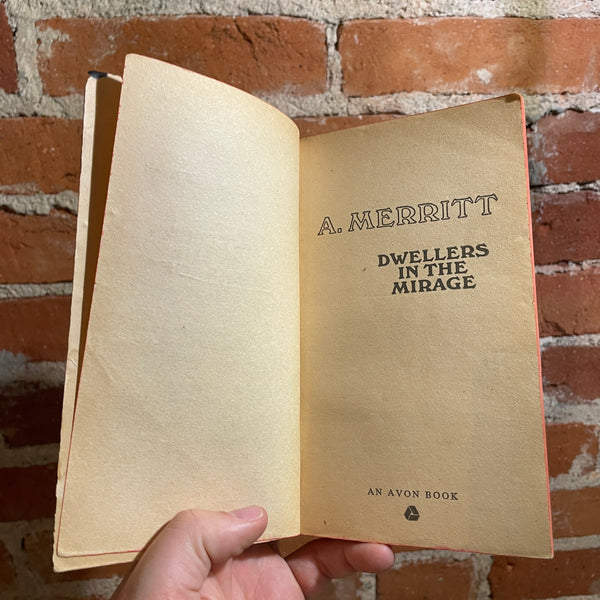 A. MERRITT
DWELLERS
IN THE
MIRAGE
AN AVON BOOK